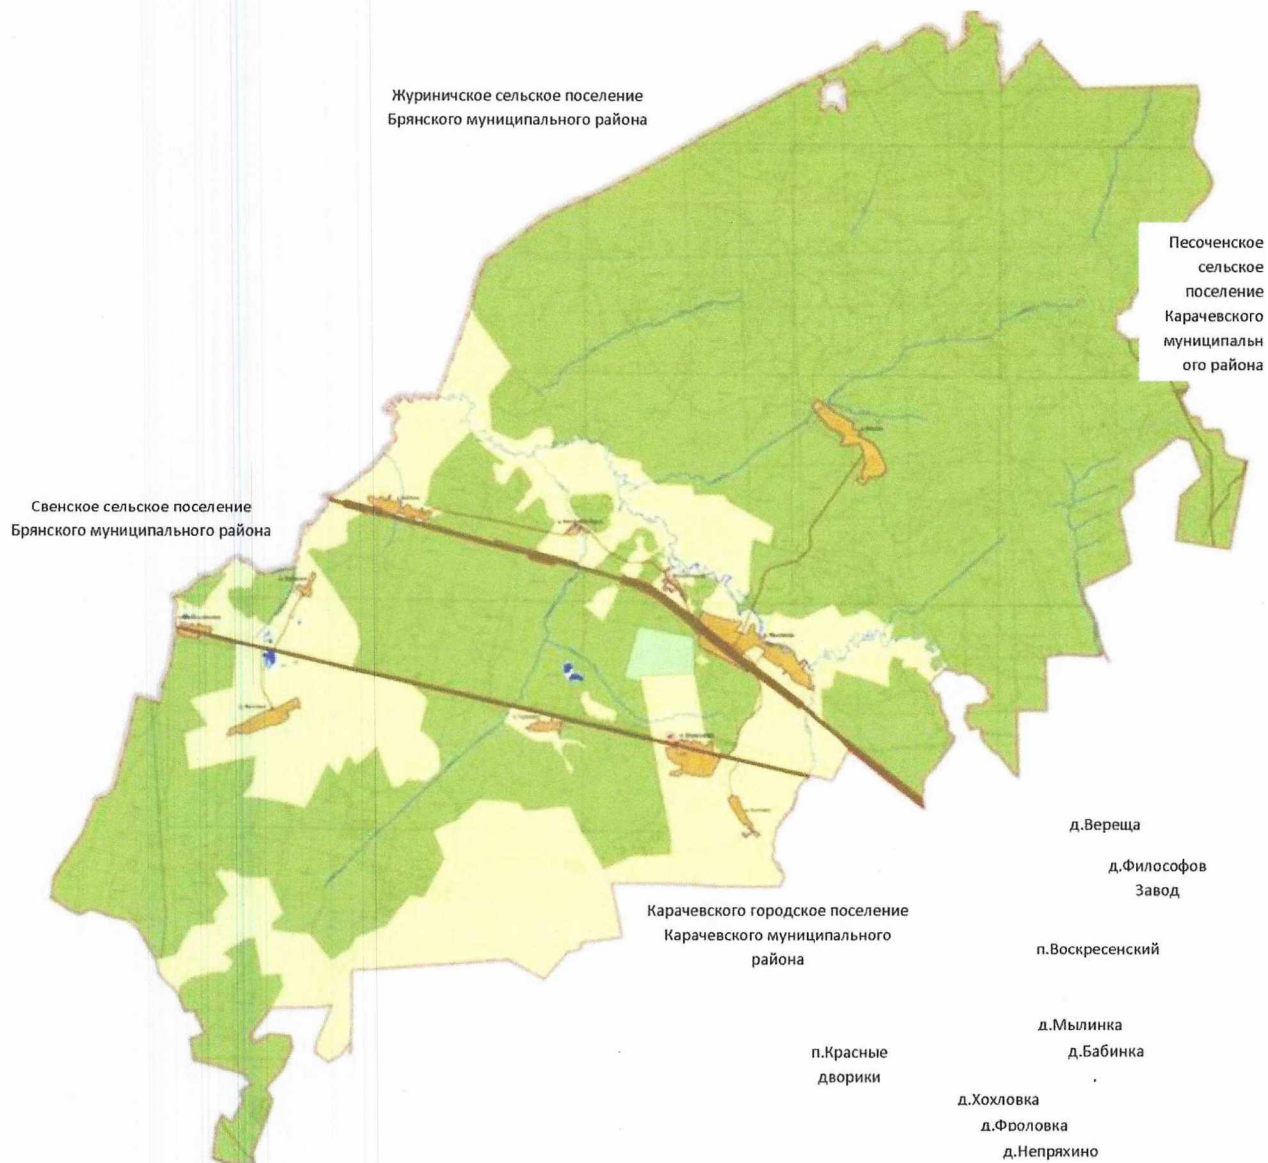 Журиничское сельское поселение
Брянского муниципального района
Песоченское
сельское
поселение
Карачевского
муниципальн
ого района
Свенское сельское поселение
Брянского муниципального района
д.Вереща
д.Философов
Завод
Карачевского городское поселение
Карачевского муниципального
района
п.Воскресенский
д.Мылинка
п.Красные
дворики
д.Бабинка
д.Хохловка
д.Фроловка
д.Непряхино